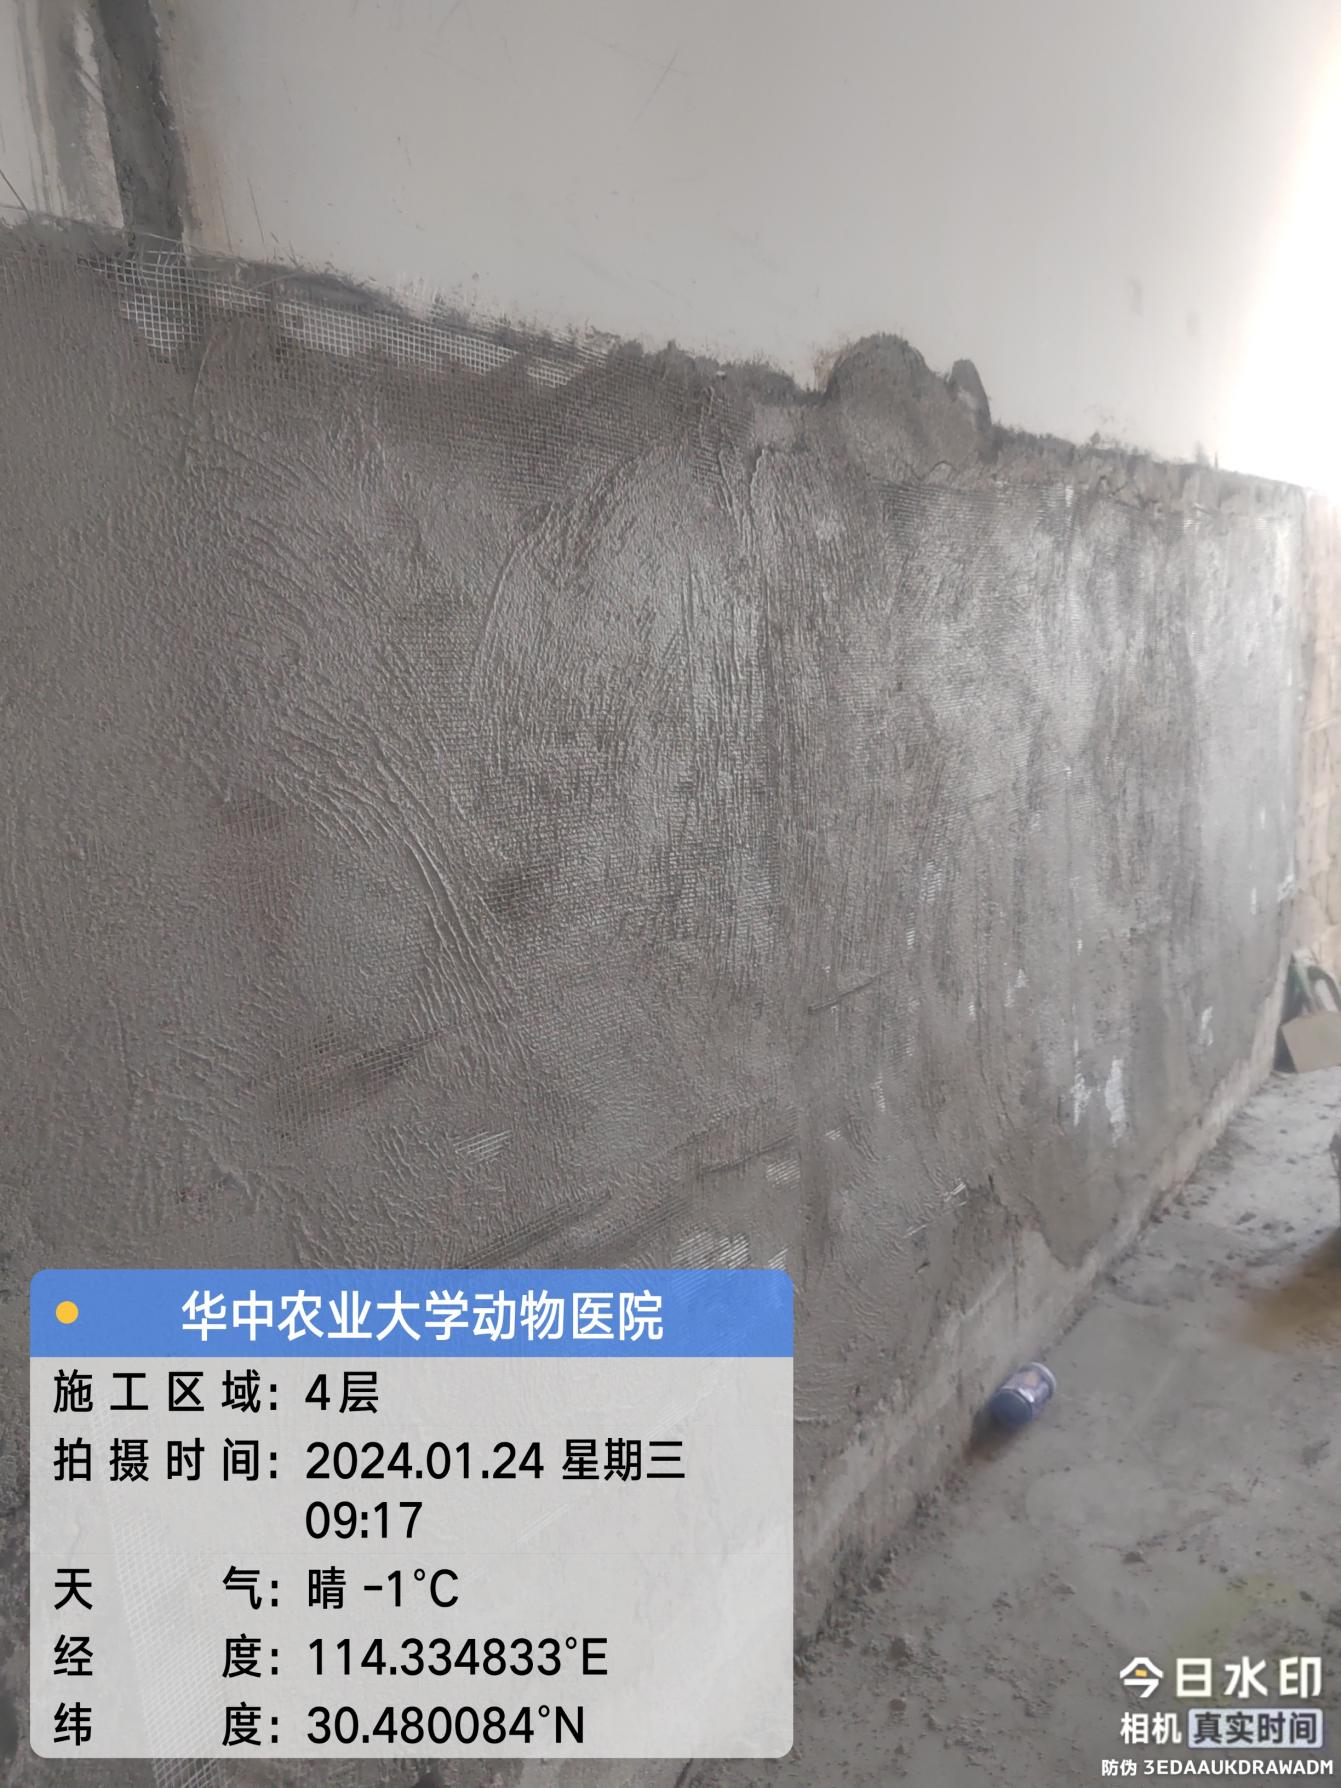 华中农业大学动物医院
施工区域：4层
拍摄时间：2024.01.24 星期三
09:17
天气：晴 -1℃
经度：114.334833°E
纬度：30.480084°N
今日水印
相机 真实时间
防伪 3EDAAUKDRAWADM